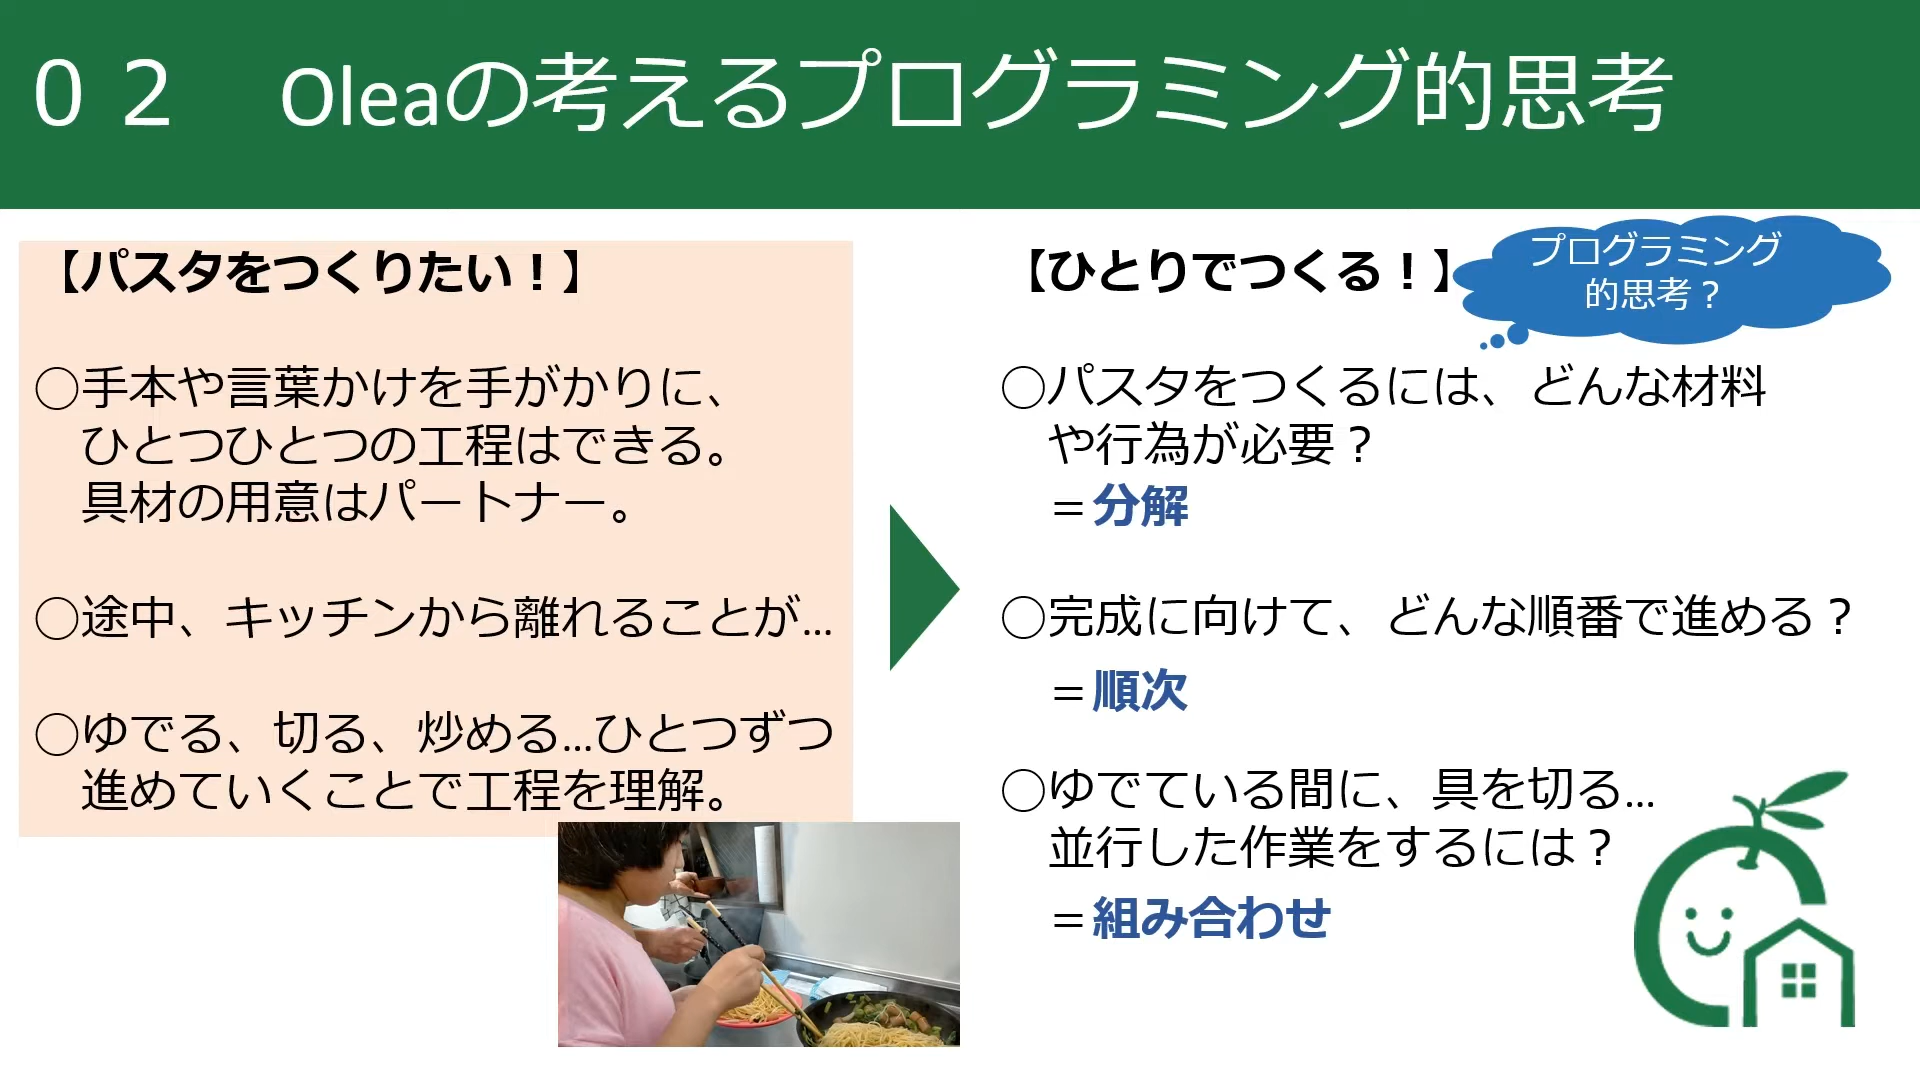 ０２　Oleaの考えるプログラミング的思考
【パスタをつくりたい！】
○手本や言葉かけを手がかりに、
ひとつひとつの工程はできる。
具材の用意はパートナー。
○途中、キッチンから離れることが…
○ゆでる、切る、炒める…ひとつずつ
進めていくことで工程を理解。
【ひとりでつくる！】
プログラミング
的思考？
○パスタをつくるには、どんな材料
や行為が必要？
＝分解
○完成に向けて、どんな順番で進める？
＝順次
○ゆでている間に、具を切る…
並行した作業をするには？
＝組み合わせ